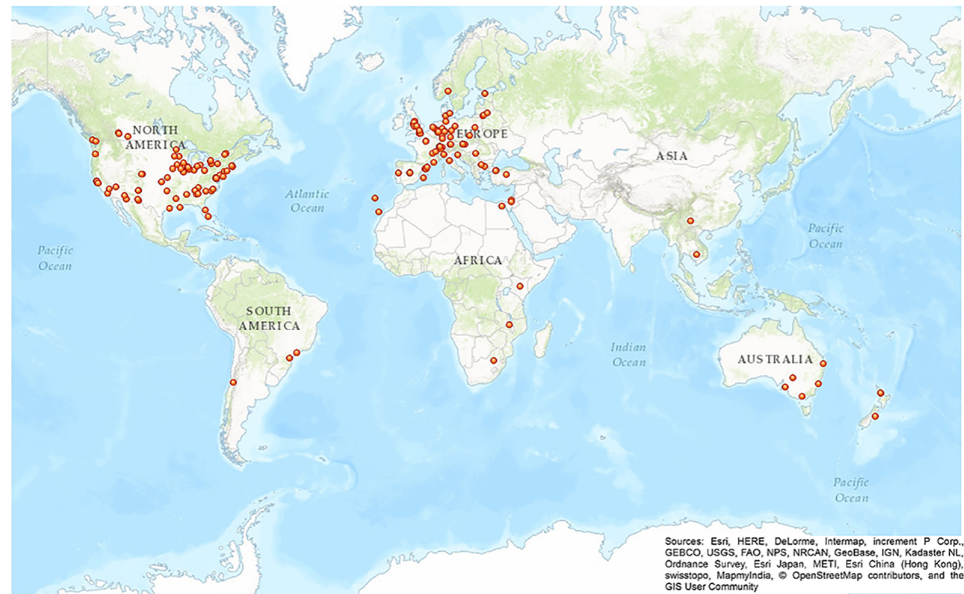 NORTH
AMERICA
EUROPE
ASIA
Atlantic
Ocean
Pacific
Ocean
Pacific
Ocean
AFRICA
SOUTH
AMERICA
Indian
Ocean
AUSTRALIA
Pacific
Ocean
Sources: Esri, HERE, DeLorme, Intermap, increment P Corp.,
GEBCO, USGS, FAO, NPS, NRCAN, GeoBase, IGN, Kadaster NL,
Ordnance Survey, Esri Japan, METI, Esri China (Hong Kong),
swisstopo, MapmyIndia, © OpenStreetMap contributors, and the
GIS User Community